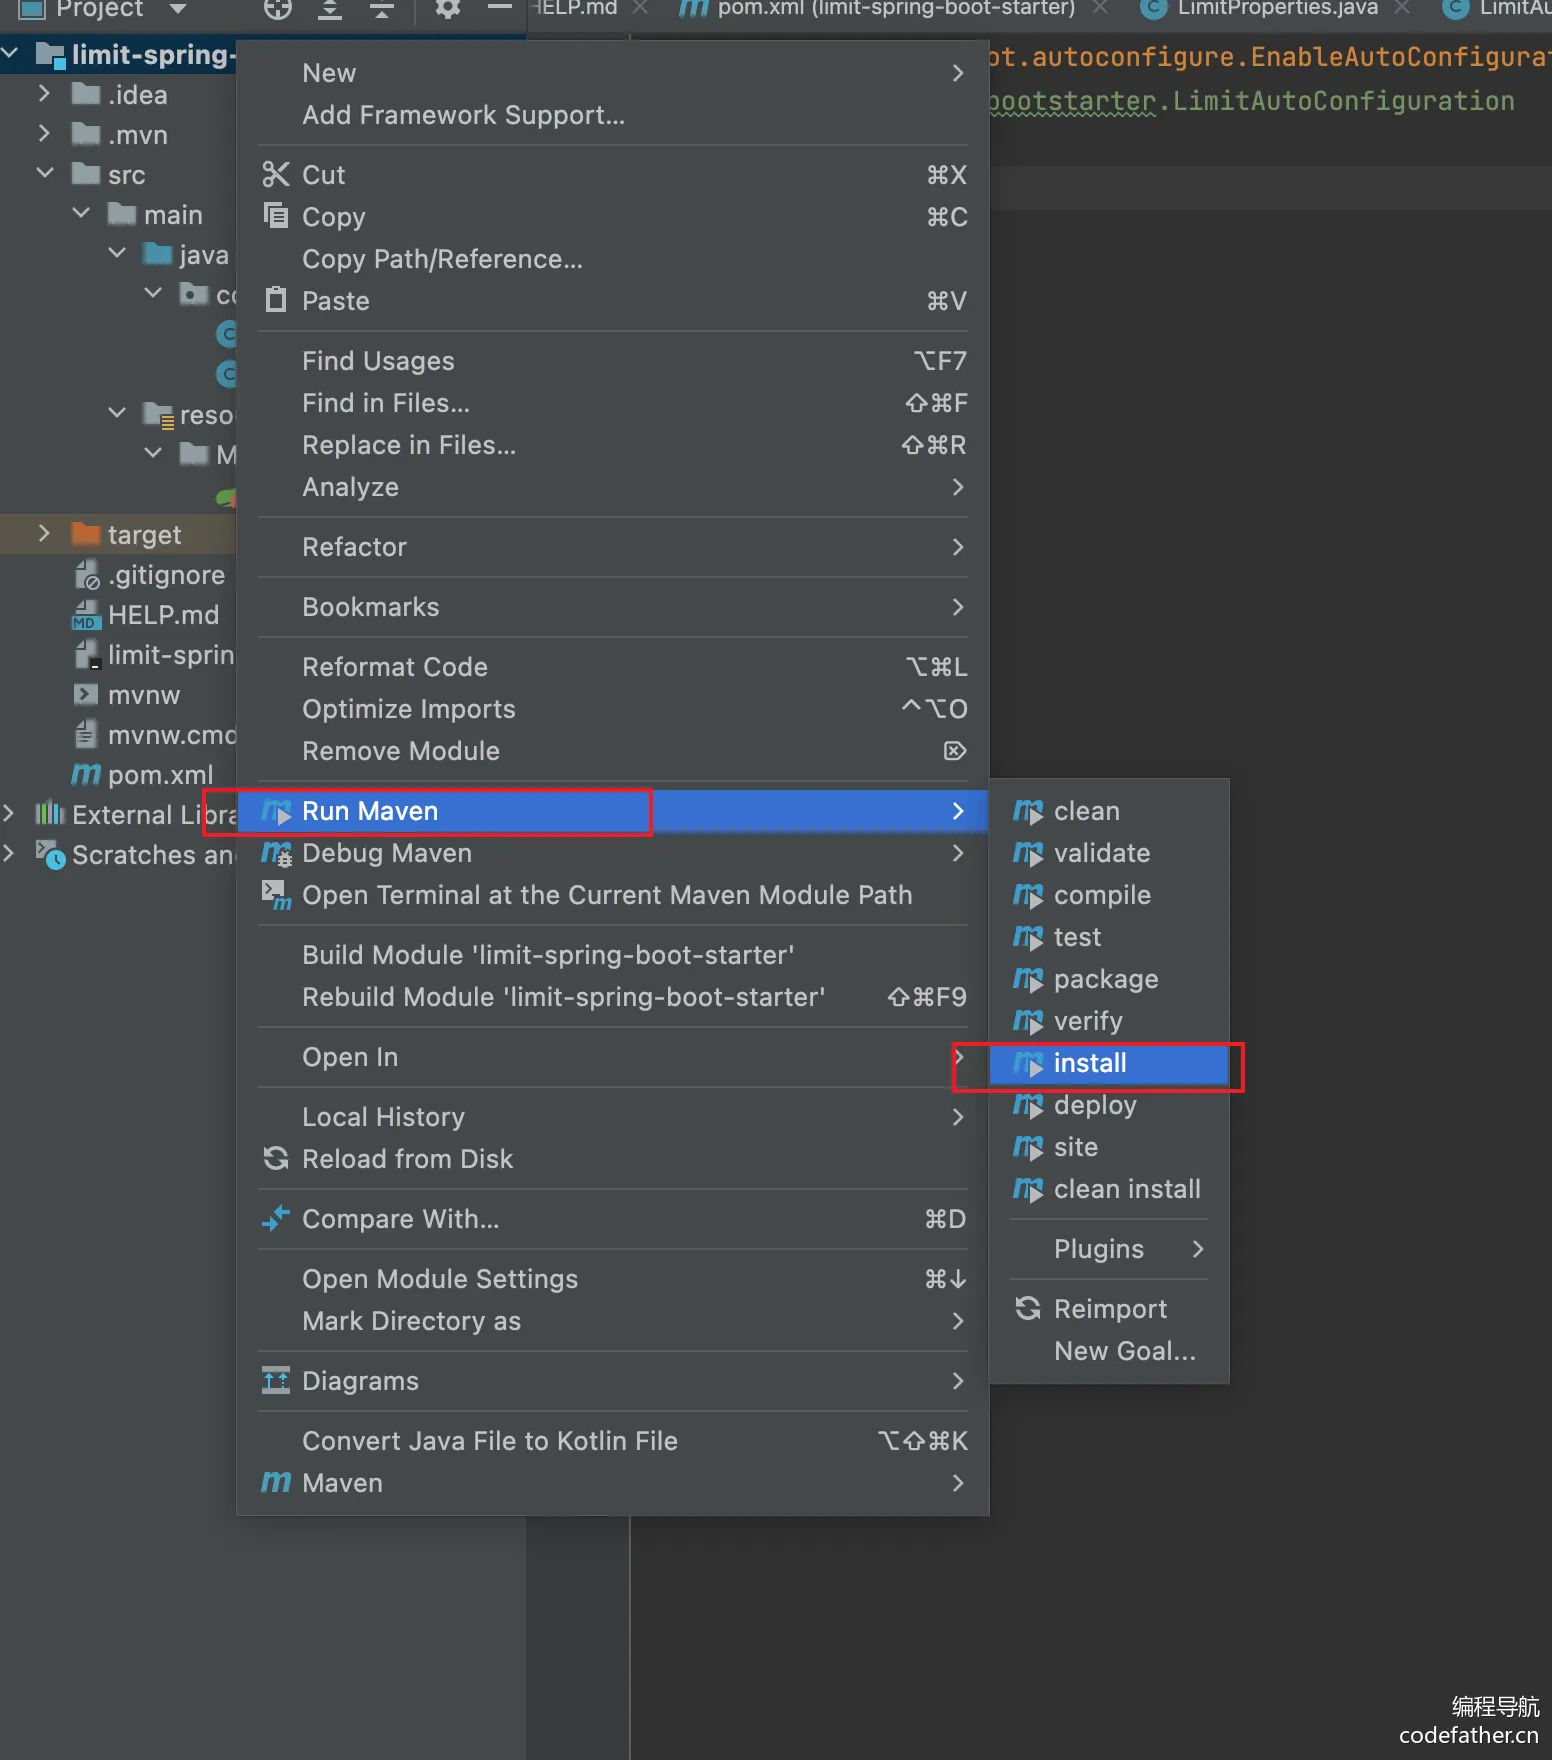 Project
HELP.md
pom.xml (limit-spring-boot-starter)
LimitProperties.java
LimitAu
limit-spring-
.idea
.mvn
src
main
java
reso
target
.gitignore
HELP.md
limit-sprin
mvnw
mvnw.cmd
pom.xml
External Libra
Scratches an
ot.autoconfigure.EnableAutoConfigurat
bootstarter.LimitAutoConfiguration
New
Add Framework Support...
Cut ⌘X
Copy ⌘C
Copy Path/Reference...
Paste ⌘V
Find Usages ⌥F7
Find in Files... ⇧⌘F
Replace in Files... ⇧⌘R
Analyze
Refactor
Bookmarks
Reformat Code ⌥⌘L
Optimize Imports ^⌥O
Remove Module ⌦
Run Maven
Debug Maven
Open Terminal at the Current Maven Module Path
Build Module 'limit-spring-boot-starter'
Rebuild Module 'limit-spring-boot-starter' ⇧⌘F9
Open In
Local History
Reload from Disk
Compare With... ⌘D
Open Module Settings ⌘↓
Mark Directory as
Diagrams
Convert Java File to Kotlin File ⌥⇧⌘K
Maven
clean
validate
compile
test
package
verify
install
deploy
site
clean install
Plugins
Reimport
New Goal...
编程导航
codefather.cn